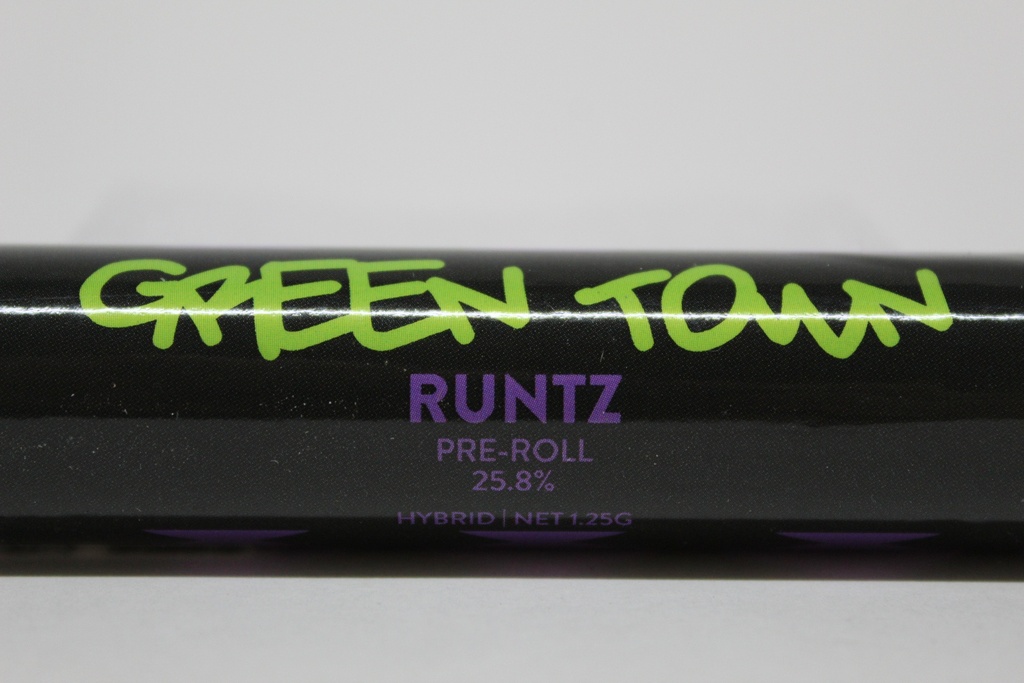 GREEN TOWN
RUNTZ
PRE-ROLL
25.8%
HYBRID | NET 1.25G